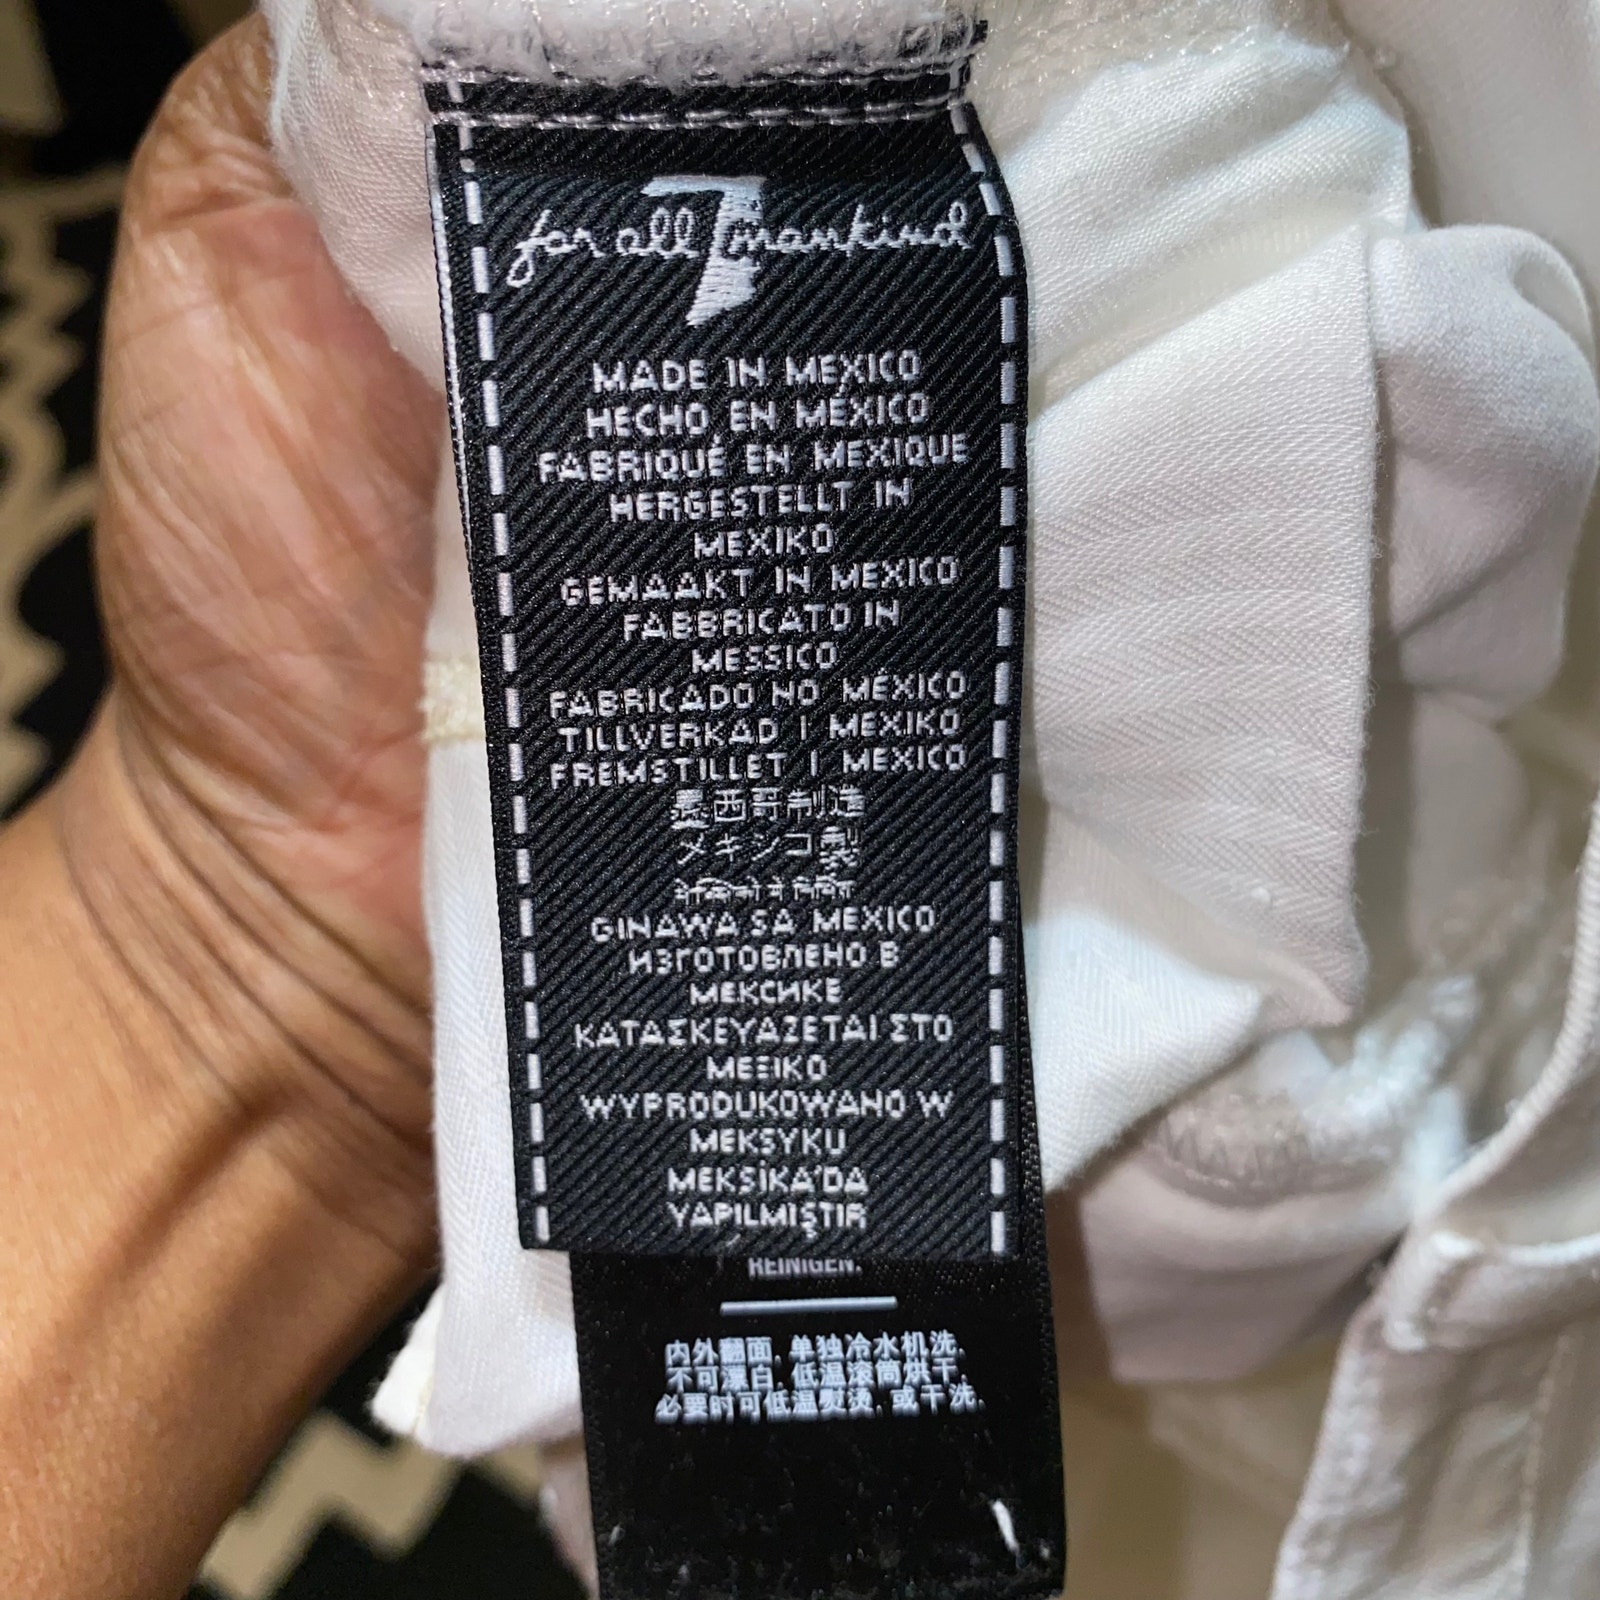 for all 7 mankind
MADE IN MEXICO
HECHO EN MÉXICO
FABRIQUÉ EN MEXIQUE
HERGESTELLT IN
MEXIKO
GEMAAKT IN MEXICO
FABBRICATO IN
MESSICO
FABRICADO NO MÉXICO
TILLVERKAD I MEXIKO
FREMSTILLET I MEXICO
墨西哥制造
メキシコ製
GINAWA SA MEXICO
ИЗГОТОВЛЕНО В
МЕКСИКЕ
ΚΑΤΑΣΚΕΥΑΖΕΤΑΙ ΣΤΟ
ΜΕΞΙΚΟ
WYPRODUKOWANO W
MEKSYKU
MEKSİKA'DA
YAPILMIŞTIR
REINIGEN.
内外翻面, 单独冷水机洗,
不可漂白, 低温滚筒烘干,
必要时可低温熨烫, 或干洗.